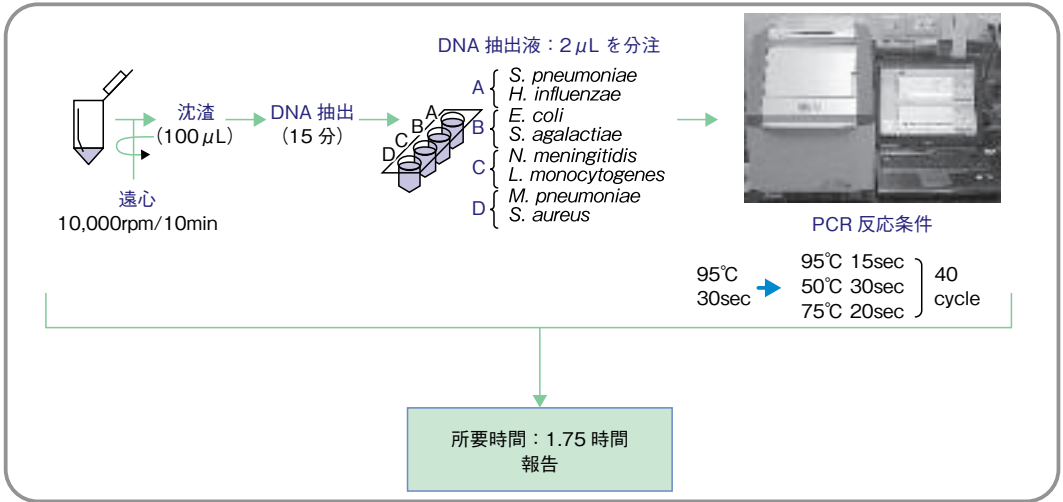 DNA 抽出液：2μL を分注
A
S. pneumoniae
H. influenzae
B
E. coli
S. agalactiae
C
N. meningitidis
L. monocytogenes
D
M. pneumoniae
S. aureus
沈渣
（100μL）
DNA 抽出
（15 分）
A
B
C
D
遠心
10,000rpm/10min
PCR 反応条件
95℃
30sec
95℃ 15sec
50℃ 30sec
75℃ 20sec
40
cycle
所要時間：1.75 時間
報告